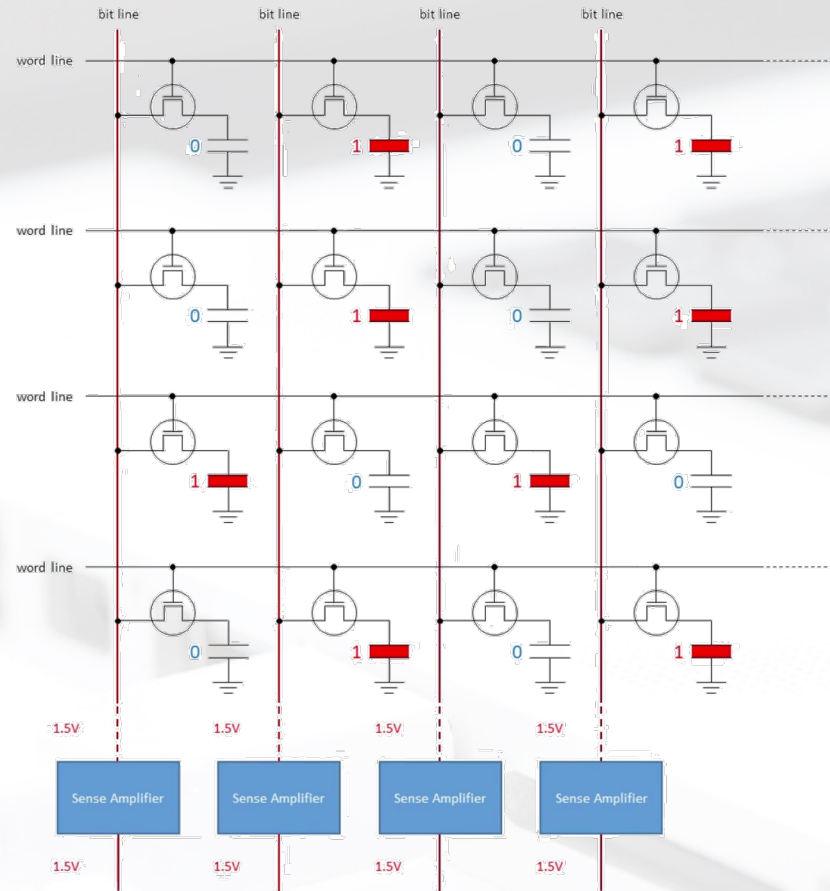 bit line bit line bit line bit line
word line
0 1 0 1
word line
0 1 0 1
word line
1 0 1 0
word line
0 1 0 1
1.5V 1.5V 1.5V 1.5V
Sense Amplifier Sense Amplifier Sense Amplifier Sense Amplifier
1.5V 1.5V 1.5V 1.5V